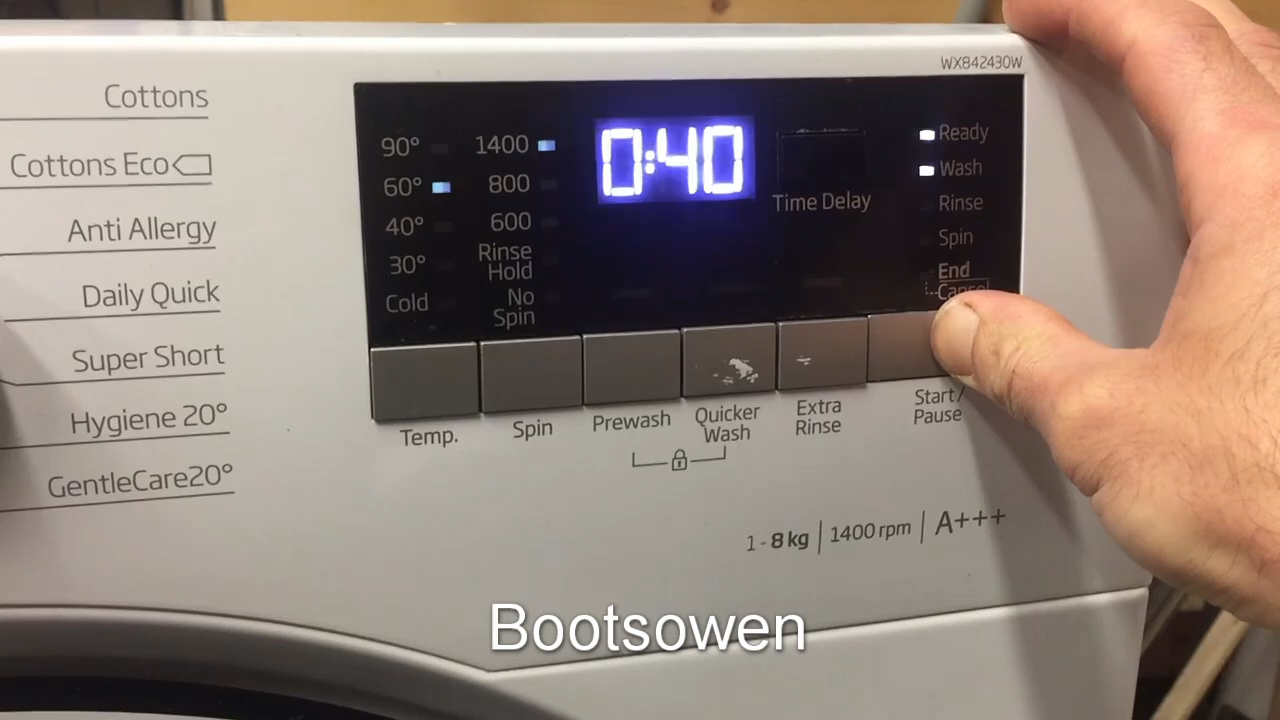 WX842430W
Cottons
Cottons Eco
Anti Allergy
Daily Quick
Super Short
Hygiene 20°
GentleCare20°
90°
60°
40°
30°
Cold
1400
800
600
Rinse
Hold
No
Spin
0:40
Time Delay
Ready
Wash
Rinse
Spin
End
Cancel
Temp.
Spin
Prewash
Quicker
Wash
Extra
Rinse
Start/
Pause
1 - 8 kg | 1400 rpm | A+++
Bootsowen